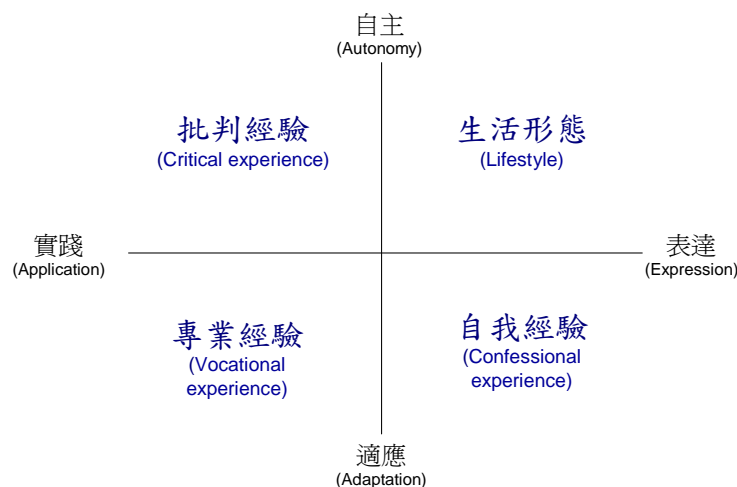 自主
(Autonomy)
批判經驗
(Critical experience)
生活形態
(Lifestyle)
實踐
(Application)
表達
(Expression)
專業經驗
(Vocational
experience)
自我經驗
(Confessional
experience)
適應
(Adaptation)